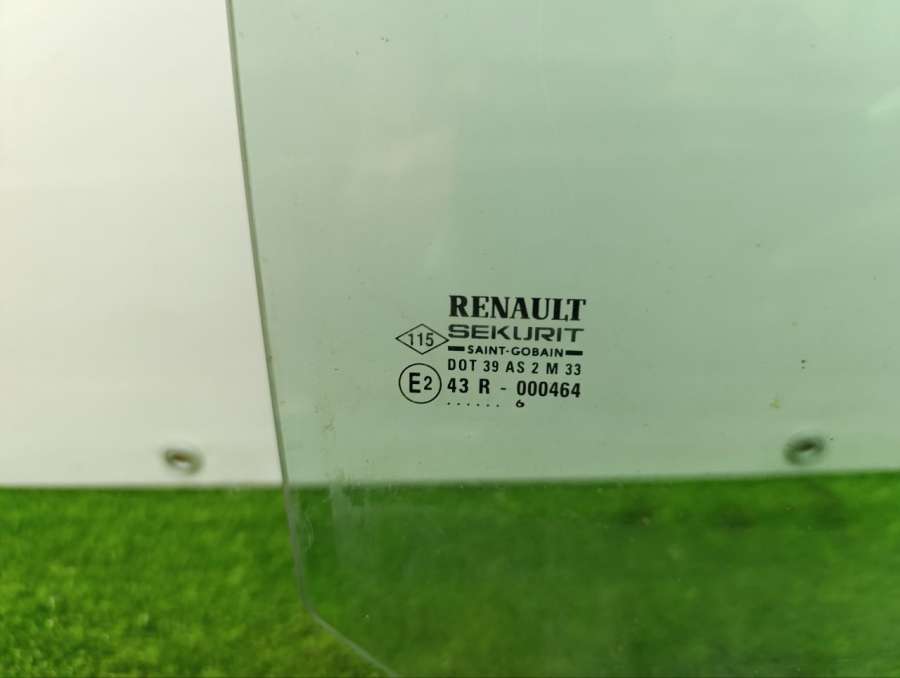 RENAULT
115
SEKURIT
SAINT-GOBAIN
DOT 39 AS 2 M 33
E2 43 R - 000464
...... 6